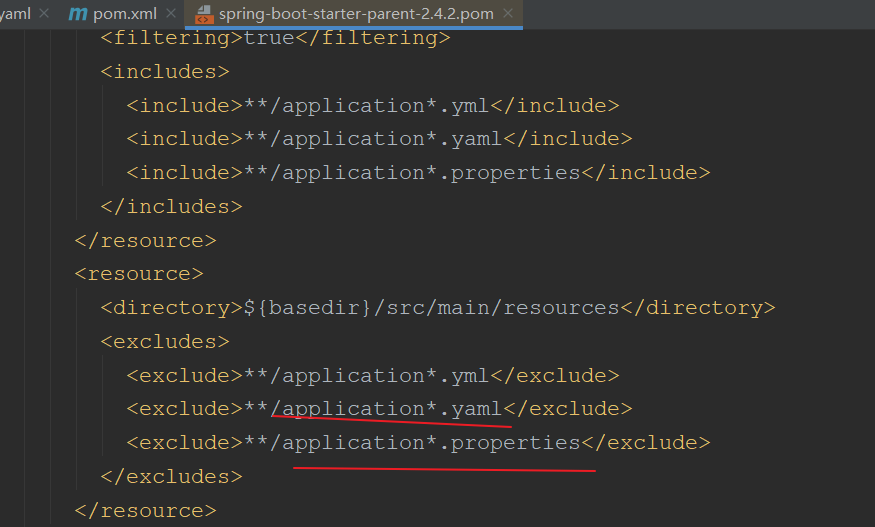 yaml pom.xml spring-boot-starter-parent-2.4.2.pom
<filtering>true</filtering>
<includes>
<include>**/application*.yml</include>
<include>**/application*.yaml</include>
<include>**/application*.properties</include>
</includes>
</resource>
<resource>
<directory>${basedir}/src/main/resources</directory>
<excludes>
<exclude>**/application*.yml</exclude>
<exclude>**/application*.yaml</exclude>
<exclude>**/application*.properties</exclude>
</excludes>
</resource>